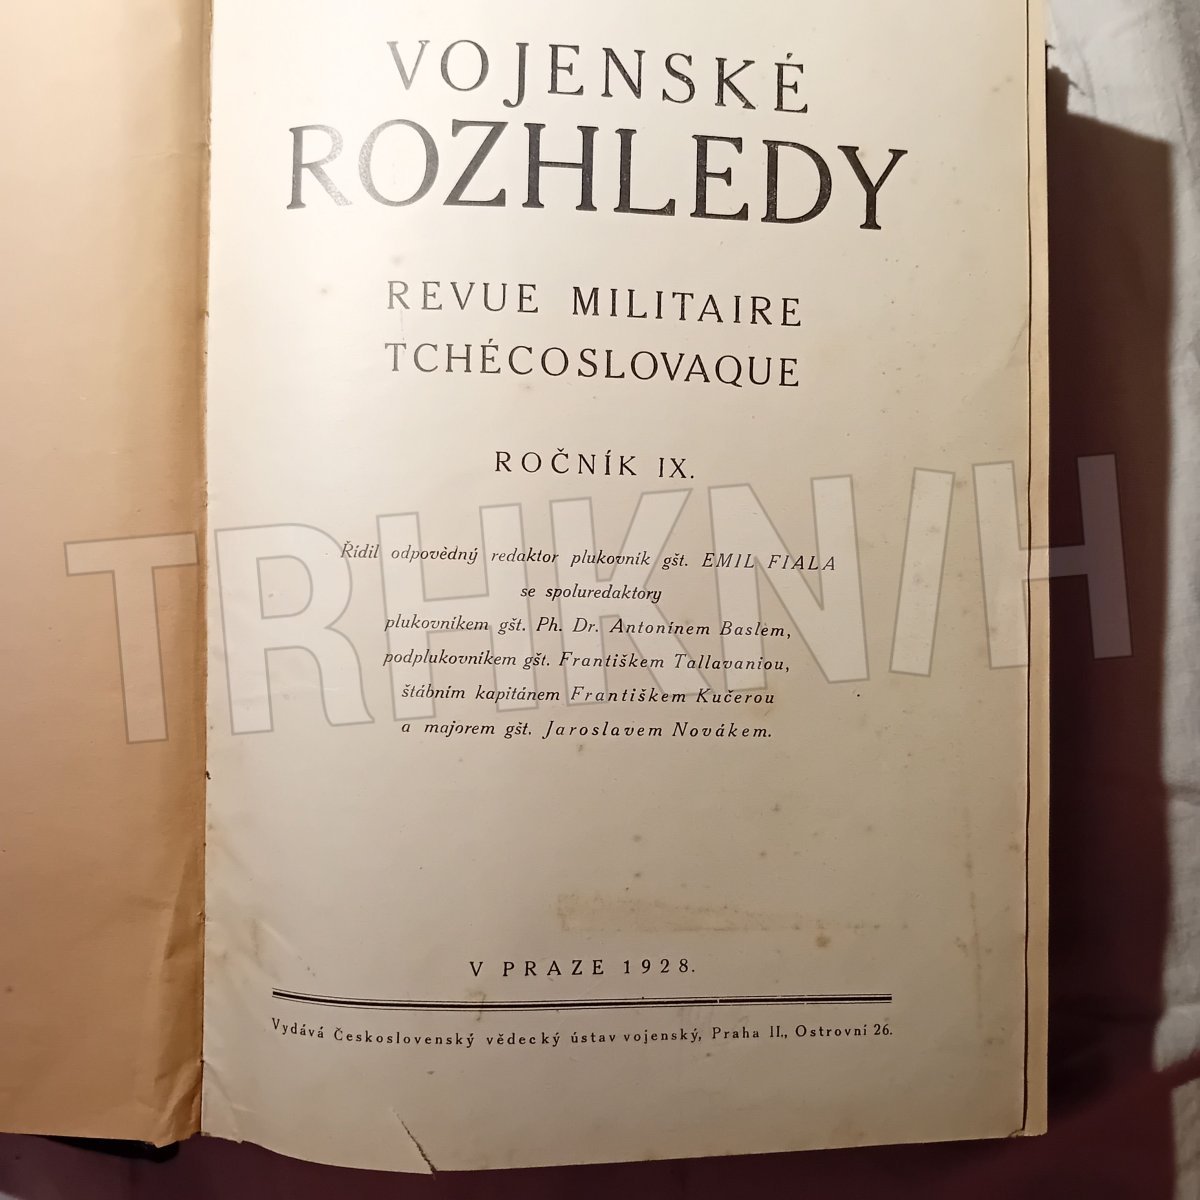 VOJENSKÉ
ROZHLEDY
REVUE MILITAIRE
TCHÉCOSLOVAQUE
ROČNÍK IX.
Řídil odpovědný redaktor plukovník gšt. EMIL FIALA
se spoluredaktory
plukovníkem gšt. Ph. Dr. Antonínem Baslem,
podplukovníkem gšt. Františkem Tallavaniou,
štábním kapitánem Františkem Kučerou
a majorem gšt. Jaroslavem Novákem.
V PRAZE 1928.
Vydává Československý vědecký ústav vojenský, Praha II., Ostrovní 26.
TRHKNIH